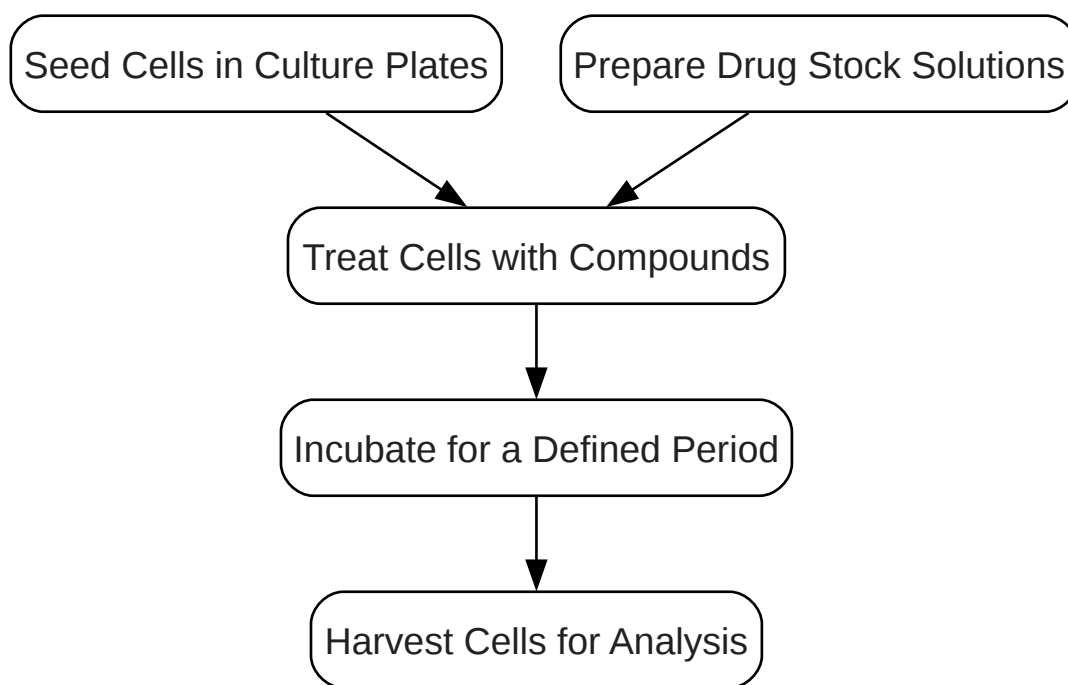 Seed Cells in Culture Plates
Prepare Drug Stock Solutions
Treat Cells with Compounds
Incubate for a Defined Period
Harvest Cells for Analysis